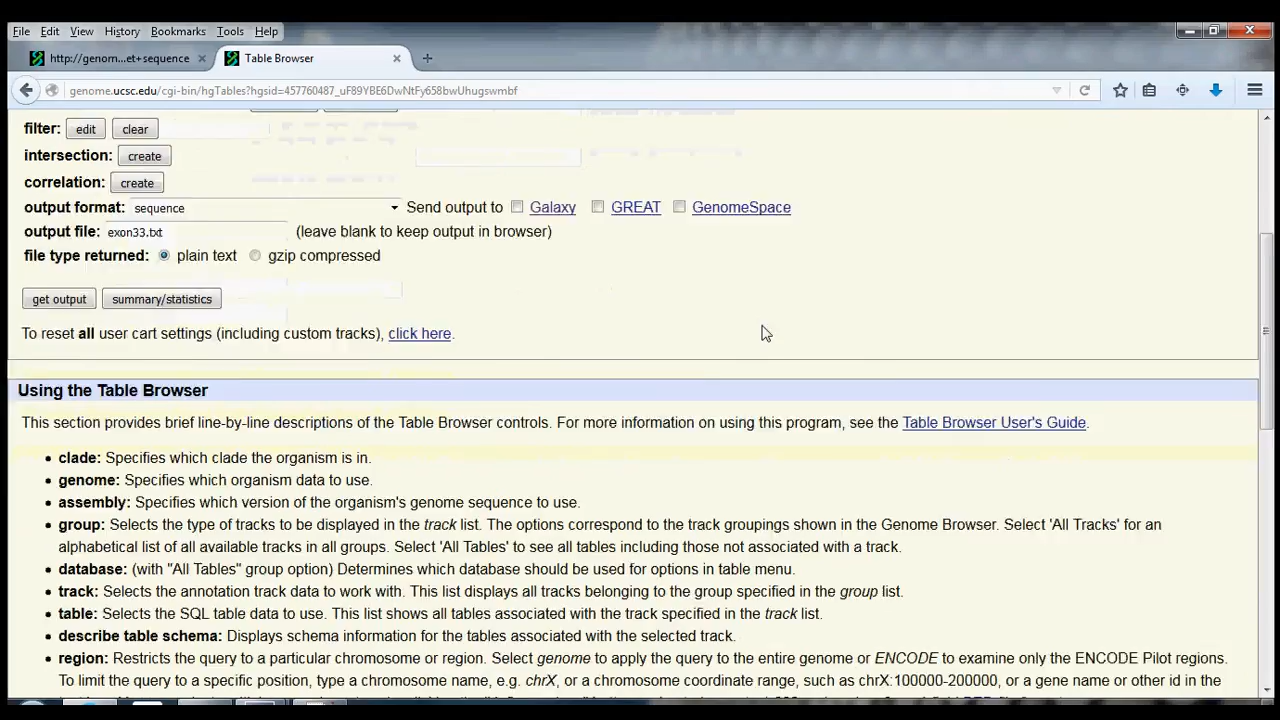 File Edit View History Bookmarks Tools Help
http://genom...et+sequence × Table Browser × +
genome.ucsc.edu/cgi-bin/hgTables?hgsid=457760487_uF89YBE6DwNtFy658bwUhugswmbf
filter: edit clear
intersection: create
correlation: create
output format: sequence Send output to Galaxy GREAT GenomeSpace
output file: exon33.txt (leave blank to keep output in browser)
file type returned: plain text gzip compressed
get output summary/statistics
To reset all user cart settings (including custom tracks), click here.
Using the Table Browser
This section provides brief line-by-line descriptions of the Table Browser controls. For more information on using this program, see the Table Browser User's Guide.
• clade: Specifies which clade the organism is in.
• genome: Specifies which organism data to use.
• assembly: Specifies which version of the organism's genome sequence to use.
• group: Selects the type of tracks to be displayed in the track list. The options correspond to the track groupings shown in the Genome Browser. Select 'All Tracks' for an
alphabetical list of all available tracks in all groups. Select 'All Tables' to see all tables including those not associated with a track.
• database: (with "All Tables" group option) Determines which database should be used for options in table menu.
• track: Selects the annotation track data to work with. This list displays all tracks belonging to the group specified in the group list.
• table: Selects the SQL table data to use. This list shows all tables associated with the track specified in the track list.
• describe table schema: Displays schema information for the tables associated with the selected track.
• region: Restricts the query to a particular chromosome or region. Select genome to apply the query to the entire genome or ENCODE to examine only the ENCODE Pilot regions.
To limit the query to a specific position, type a chromosome name, e.g. chrX, or a chromosome coordinate range, such as chrX:100000-200000, or a gene name or other id in the